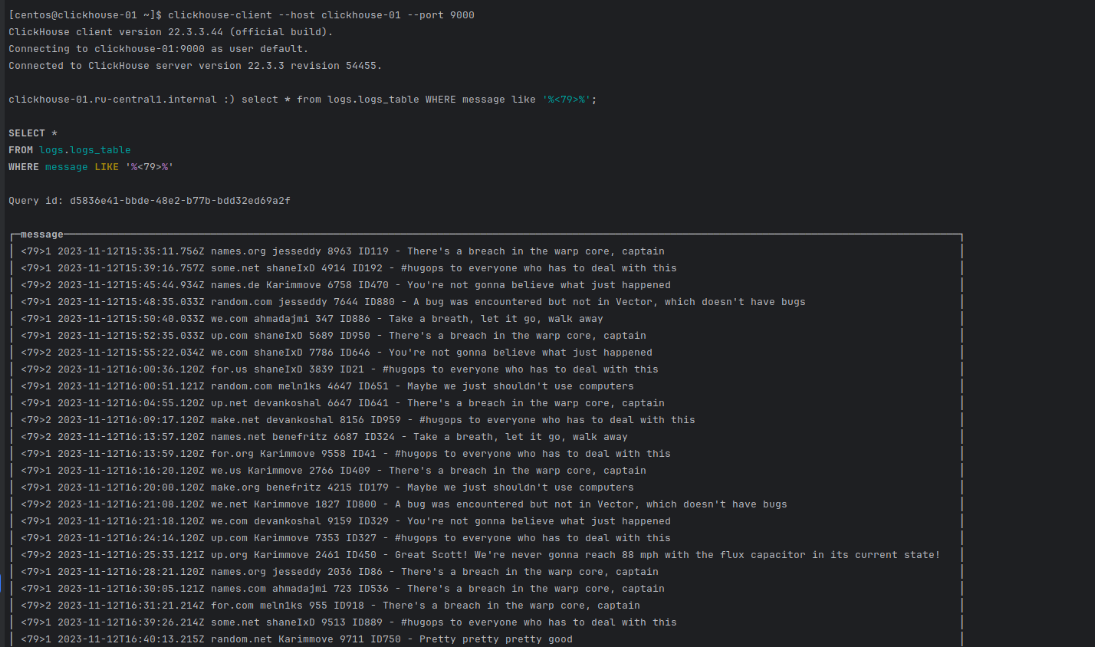 [centos@clickhouse-01 ~]$ clickhouse-client --host clickhouse-01 --port 9000
ClickHouse client version 22.3.3.44 (official build).
Connecting to clickhouse-01:9000 as user default.
Connected to ClickHouse server version 22.3.3 revision 54455.
clickhouse-01.ru-central1.internal :) select * from logs.logs_table WHERE message like '%<79>%';
SELECT *
FROM logs.logs_table
WHERE message LIKE '%<79>%'
Query id: d5836e41-bbde-48e2-b77b-bdd32ed69a2f
message
<79>1 2023-11-12T15:35:11.756Z names.org jesseddy 8963 ID119 - There's a breach in the warp core, captain
<79>1 2023-11-12T15:39:16.757Z some.net shaneIxD 4914 ID192 - #hugops to everyone who has to deal with this
<79>2 2023-11-12T15:45:44.934Z names.de Karimmove 6758 ID470 - You're not gonna believe what just happened
<79>1 2023-11-12T15:48:35.033Z random.com jesseddy 7644 ID880 - A bug was encountered but not in Vector, which doesn't have bugs
<79>1 2023-11-12T15:50:40.033Z we.com ahmadajmi 347 ID886 - Take a breath, let it go, walk away
<79>1 2023-11-12T15:52:35.033Z up.com shaneIxD 5689 ID950 - There's a breach in the warp core, captain
<79>2 2023-11-12T15:55:22.034Z we.com shaneIxD 7786 ID646 - You're not gonna believe what just happened
<79>2 2023-11-12T16:00:36.120Z for.us shaneIxD 3839 ID21 - #hugops to everyone who has to deal with this
<79>1 2023-11-12T16:00:51.121Z random.com meln1ks 4647 ID651 - Maybe we just shouldn't use computers
<79>1 2023-11-12T16:04:55.120Z up.net devankoshal 6647 ID641 - There's a breach in the warp core, captain
<79>2 2023-11-12T16:09:17.120Z make.net devankoshal 8156 ID959 - #hugops to everyone who has to deal with this
<79>2 2023-11-12T16:13:57.120Z names.net benefritz 6687 ID324 - Take a breath, let it go, walk away
<79>1 2023-11-12T16:13:59.120Z for.org Karimmove 9558 ID41 - #hugops to everyone who has to deal with this
<79>1 2023-11-12T16:16:20.120Z we.us Karimmove 2766 ID409 - There's a breach in the warp core, captain
<79>1 2023-11-12T16:20:00.120Z make.org benefritz 4215 ID179 - Maybe we just shouldn't use computers
<79>2 2023-11-12T16:21:08.120Z we.net Karimmove 1827 ID800 - A bug was encountered but not in Vector, which doesn't have bugs
<79>1 2023-11-12T16:21:18.120Z we.com devankoshal 9159 ID329 - You're not gonna believe what just happened
<79>1 2023-11-12T16:24:14.120Z up.com Karimmove 7353 ID327 - #hugops to everyone who has to deal with this
<79>2 2023-11-12T16:25:33.121Z up.org Karimmove 2461 ID450 - Great Scott! We're never gonna reach 88 mph with the flux capacitor in its current state!
<79>1 2023-11-12T16:28:21.120Z names.org jesseddy 2036 ID86 - There's a breach in the warp core, captain
<79>1 2023-11-12T16:30:05.121Z names.com ahmadajmi 723 ID536 - There's a breach in the warp core, captain
<79>2 2023-11-12T16:31:21.214Z for.com meln1ks 955 ID918 - There's a breach in the warp core, captain
<79>1 2023-11-12T16:39:26.214Z some.net shaneIxD 9513 ID889 - #hugops to everyone who has to deal with this
<79>2 2023-11-12T16:40:13.215Z random.net Karimmove 9711 ID750 - Pretty pretty pretty good